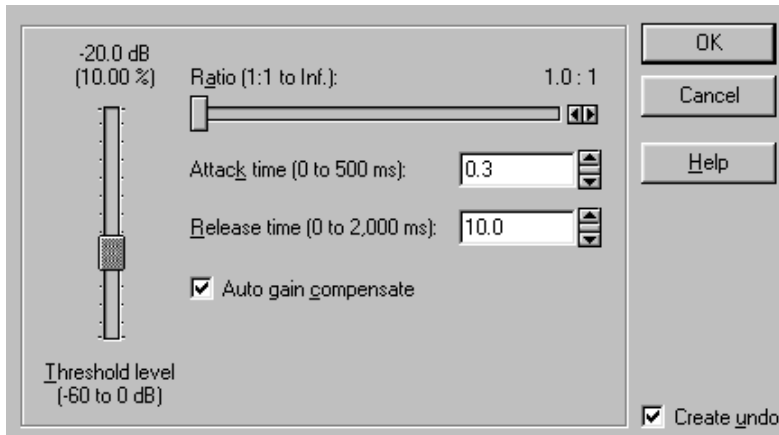 -20.0 dB
(10.00 %)
Ratio (1:1 to Inf.):
1.0 : 1
Attack time (0 to 500 ms):
0.3
Release time (0 to 2,000 ms):
10.0
Auto gain compensate
Threshold level
(-60 to 0 dB)
OK
Cancel
Help
Create undo